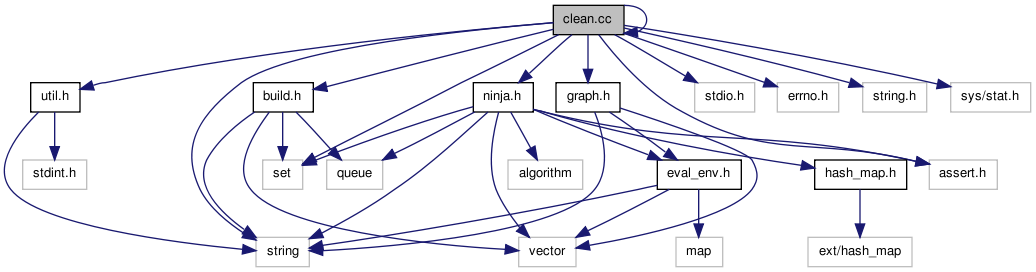 clean.cc
util.h
build.h
ninja.h
graph.h
stdio.h
errno.h
string.h
sys/stat.h
stdint.h
set
queue
algorithm
eval_env.h
hash_map.h
assert.h
string
vector
map
ext/hash_map